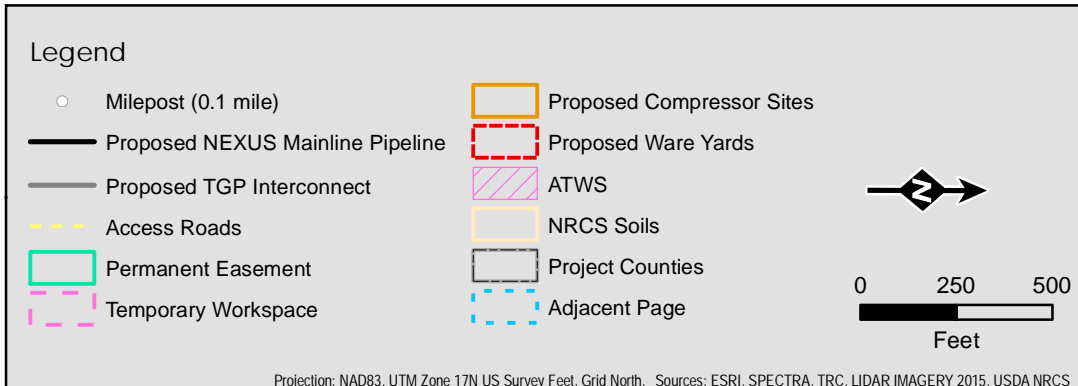 Legend
Milepost (0.1 mile)
Proposed NEXUS Mainline Pipeline
Proposed TGP Interconnect
Access Roads
Permanent Easement
Temporary Workspace
Proposed Compressor Sites
Proposed Ware Yards
ATWS
NRCS Soils
Project Counties
Adjacent Page
N
0 250 500
Feet
Projection: NAD83, UTM Zone 17N US Survey Feet, Grid North, Sources: ESRI, SPECTRA, TRC, LIDAR IMAGERY 2015, USDA NRCS